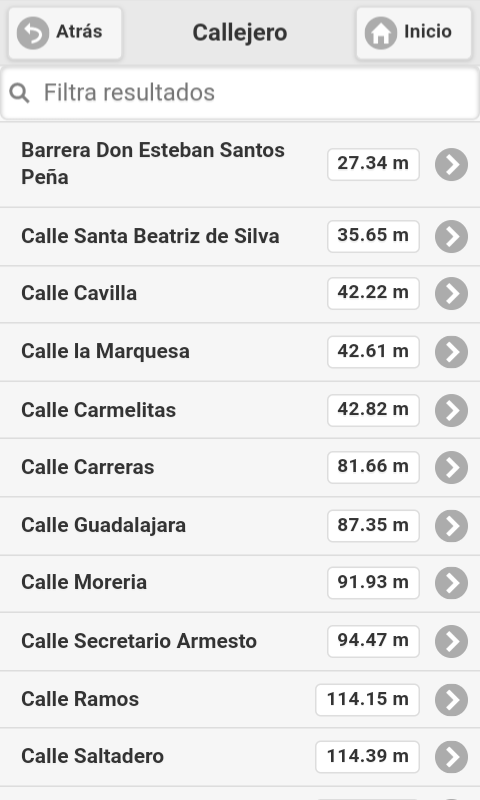 Atrás
Callejero
Inicio
Filtra resultados
Barrera Don Esteban Santos
Peña
27.34 m
Calle Santa Beatriz de Silva
35.65 m
Calle Cavilla
42.22 m
Calle la Marquesa
42.61 m
Calle Carmelitas
42.82 m
Calle Carreras
81.66 m
Calle Guadalajara
87.35 m
Calle Moreria
91.93 m
Calle Secretario Armesto
94.47 m
Calle Ramos
114.15 m
Calle Saltadero
114.39 m